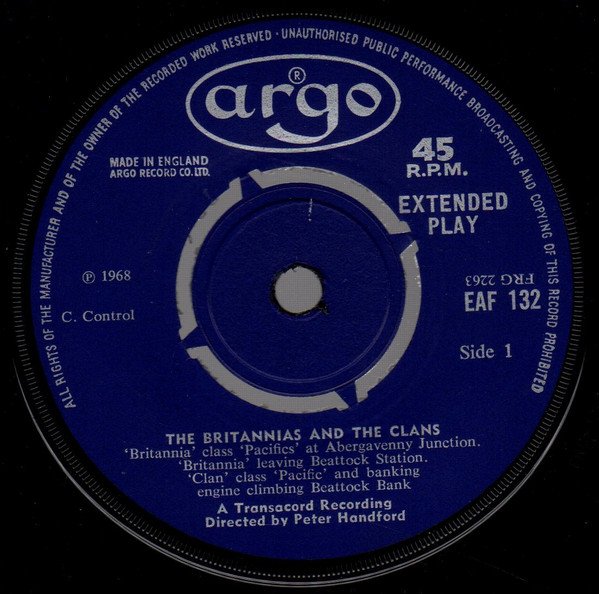 ALL RIGHTS OF THE MANUFACTURER AND OF THE OWNER OF THE RECORDED WORK RESERVED · UNAUTHORISED PUBLIC PERFORMANCE BROADCASTING AND COPYING OF THIS RECORD PROHIBITED
argo ®
MADE IN ENGLAND
ARGO RECORD CO. LTD.
45
R.P.M.
EXTENDED
PLAY
℗ 1968
C. Control
FRG 2263
EAF 132
Side 1
THE BRITANNIAS AND THE CLANS
'Britannia' class 'Pacifics' at Abergavenny Junction.
'Britannia' leaving Beattock Station.
'Clan' class 'Pacific' and banking
engine climbing Beattock Bank
A Transacord Recording
Directed by Peter Handford